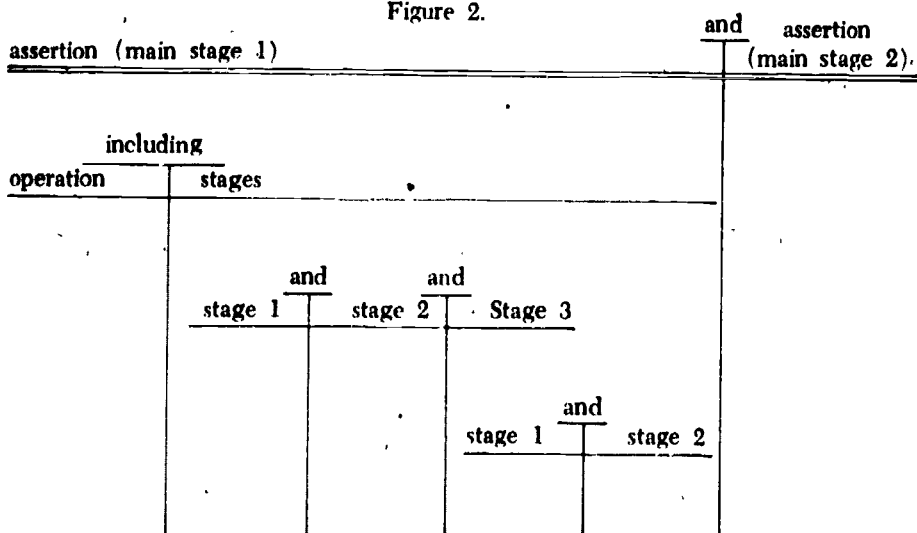 Figure 2.
and assertion
assertion (main stage 1) (main stage 2).
including
operation stages
and and
stage 1 stage 2 Stage 3
and
stage 1 stage 2